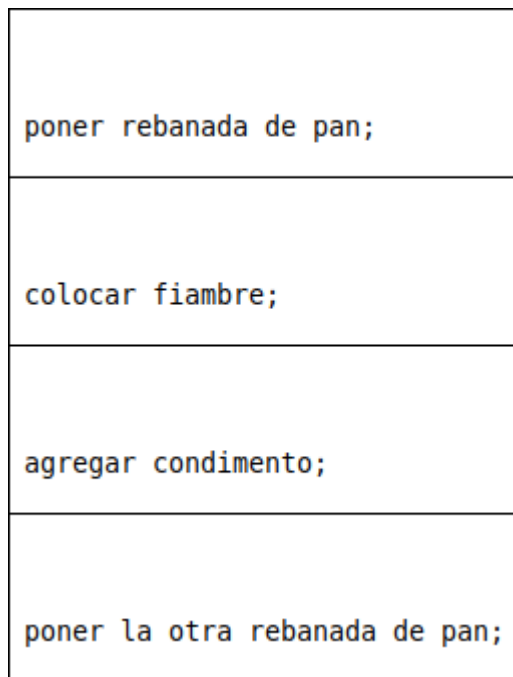 poner rebanada de pan;
colocar fiambre;
agregar condimento;
poner la otra rebanada de pan;